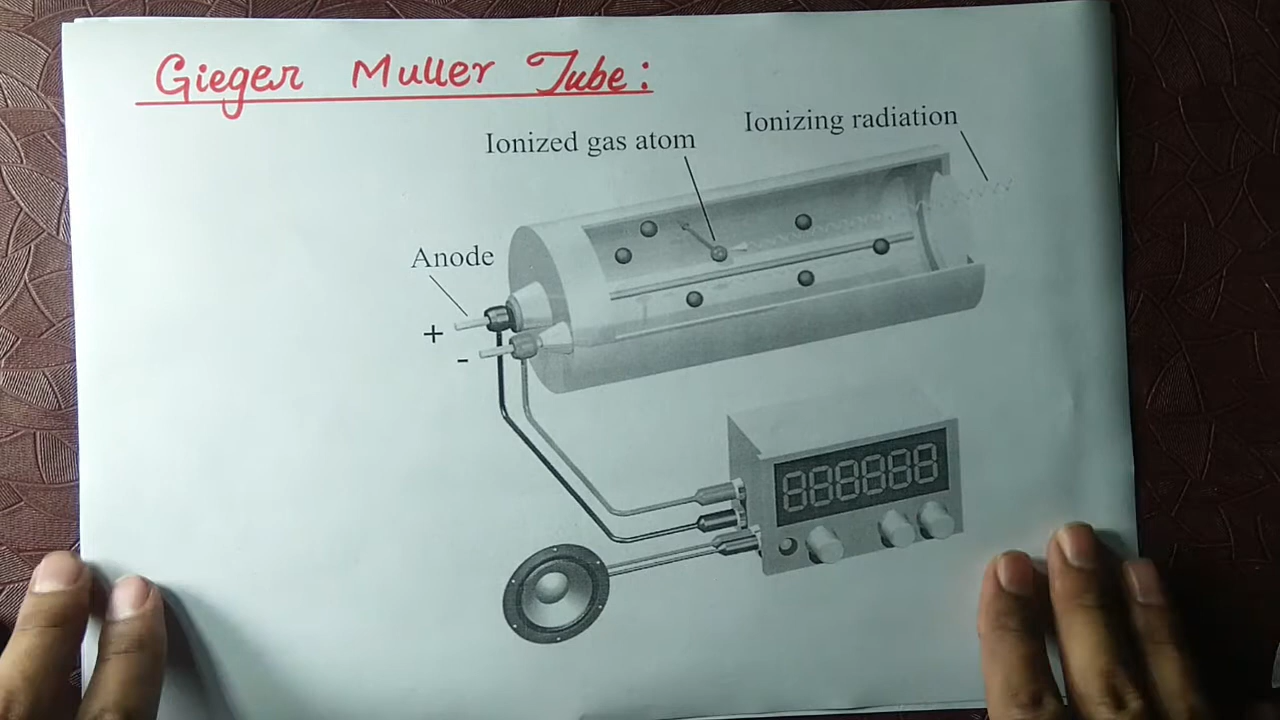 Gieger Muller Tube:
Ionizing radiation
Ionized gas atom
Anode
+
-
888888